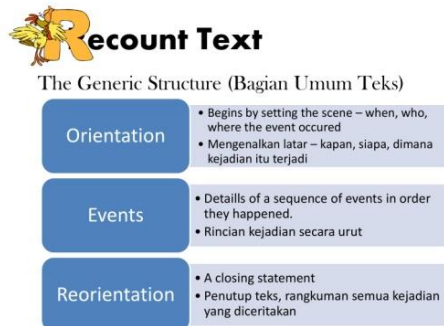 Recount Text
The Generic Structure (Bagian Umum Teks)
Orientation
• Begins by setting the scene – when, who,
where the event occured
• Mengenalkan latar – kapan, siapa, dimana
kejadian itu terjadi
Events
• Detaills of a sequence of events in order
they happened.
• Rincian kejadian secara urut
Reorientation
• A closing statement
• Penutup teks, rangkuman semua kejadian
yang diceritakan